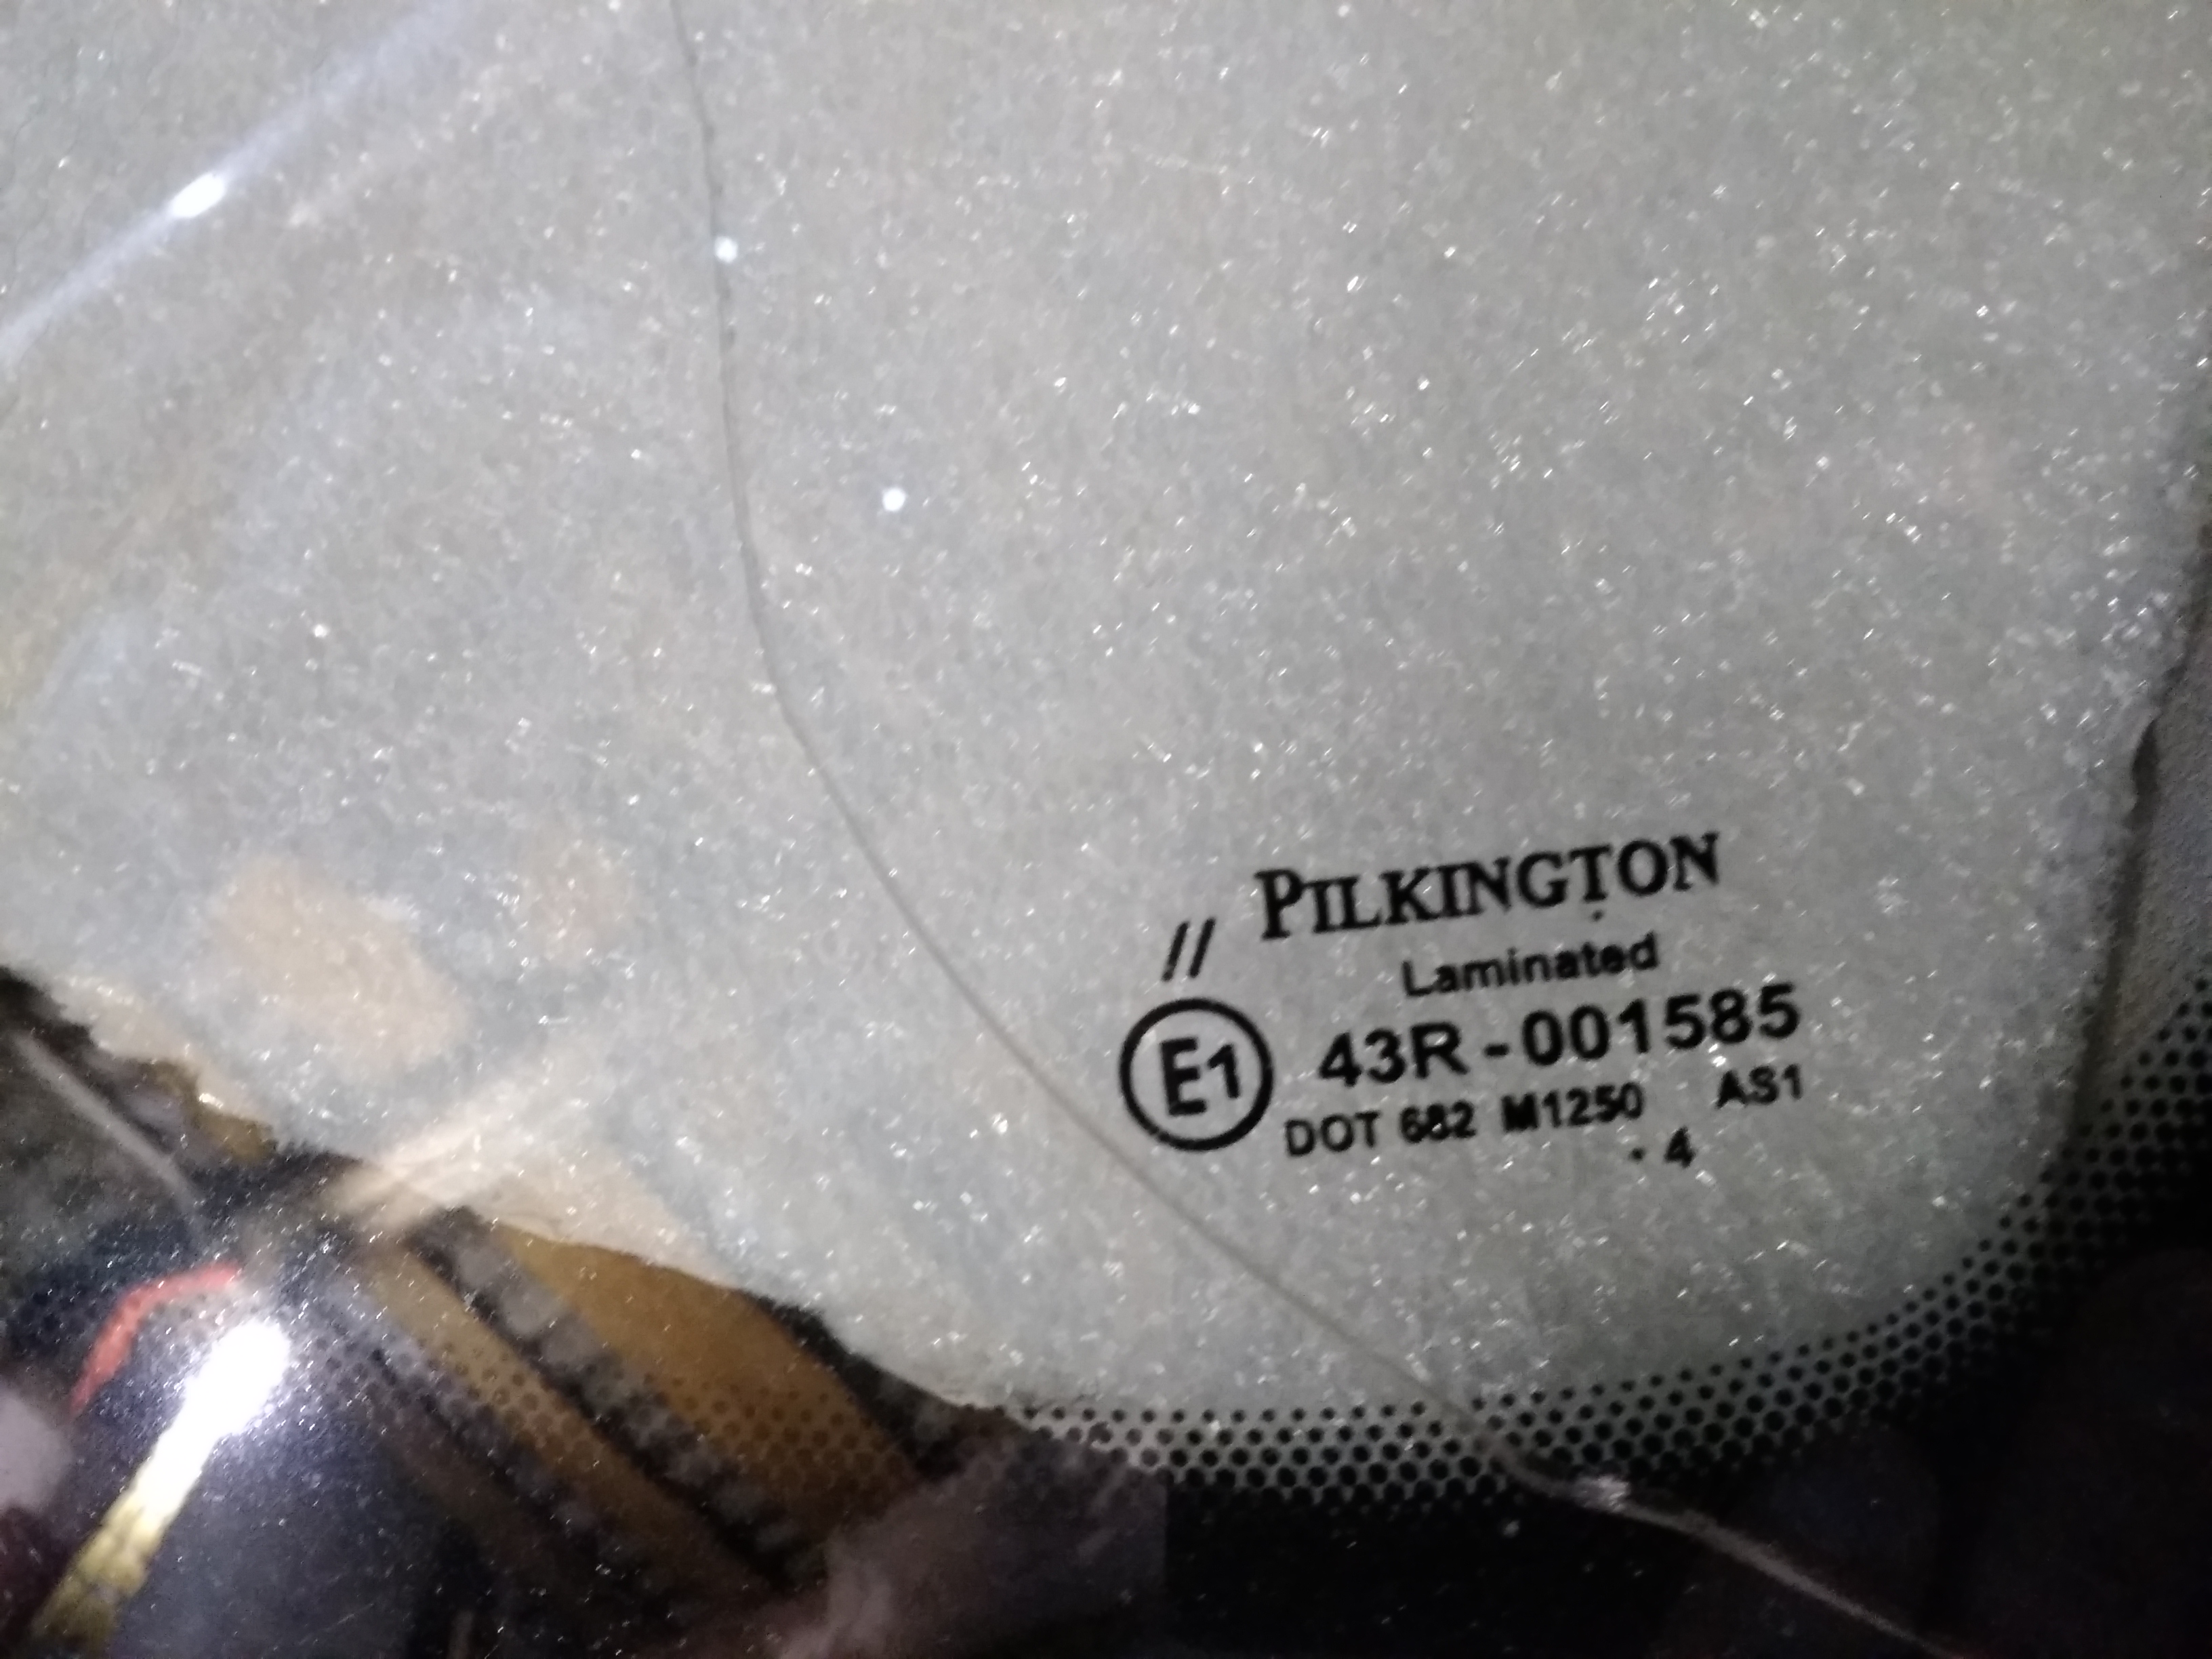 PILKINGTON
//
Laminated
E1 43R-001585
DOT 682 M1250 AS1
. 4